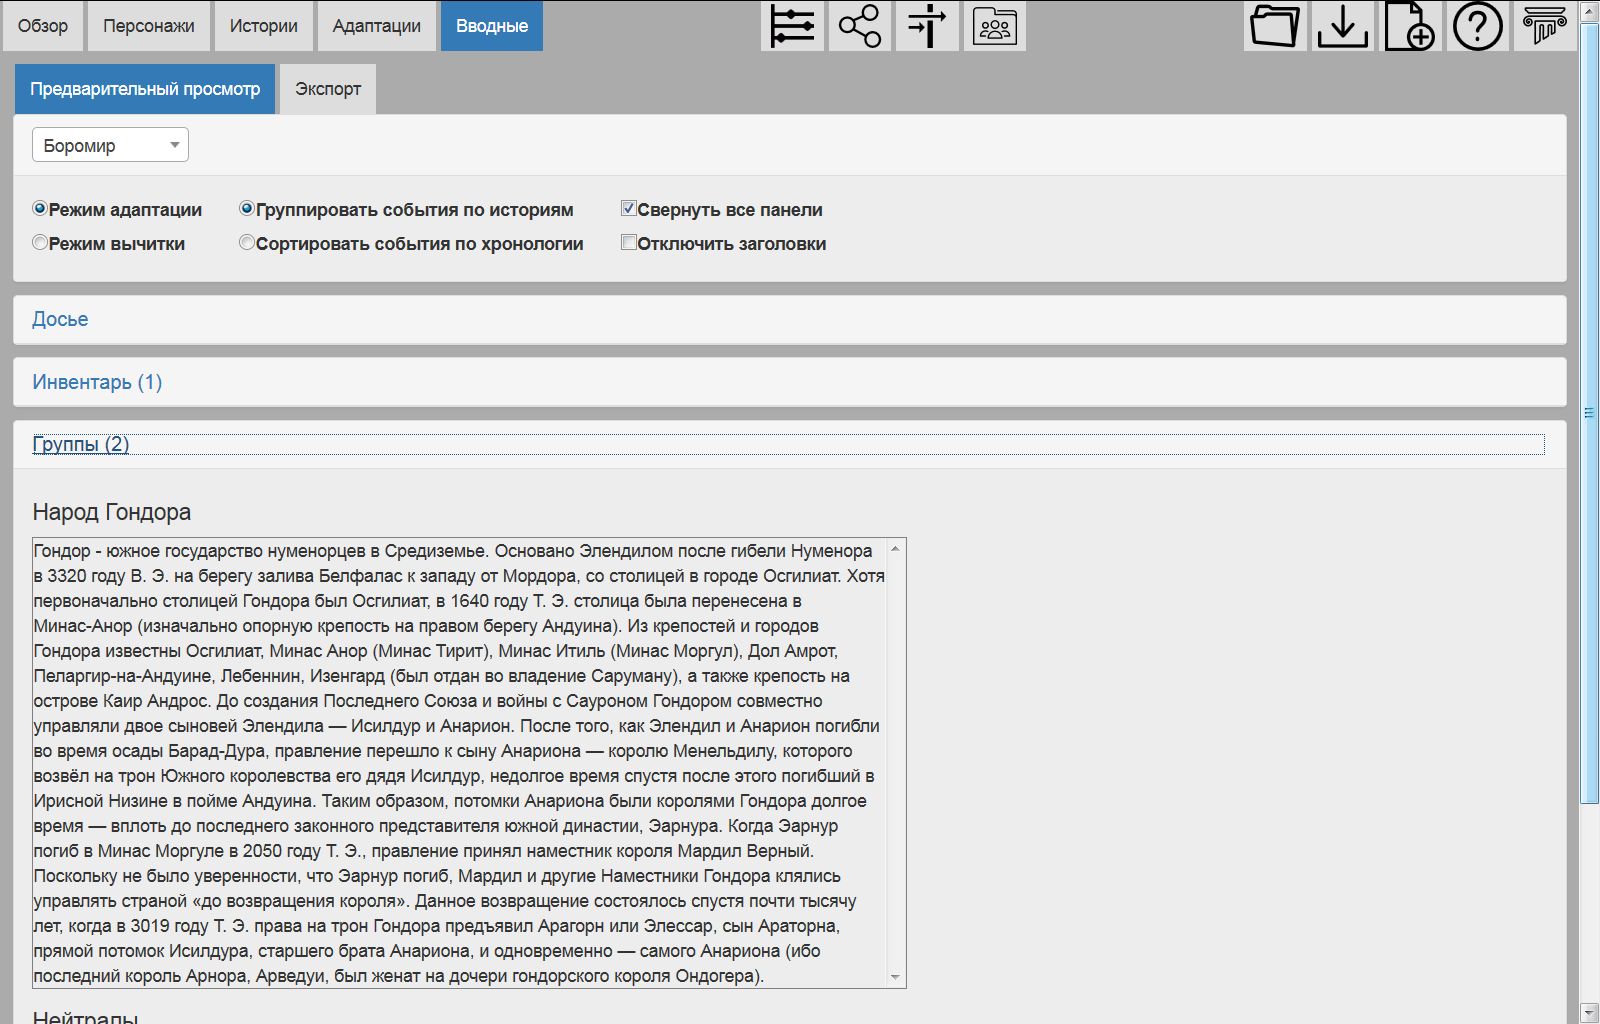 Обзор Персонажи Истории Адаптации Вводные
Предварительный просмотр Экспорт
Боромир
Режим адаптации Группировать события по историям Свернуть все панели
Режим вычитки Сортировать события по хронологии Отключить заголовки
Досье
Инвентарь (1)
Группы (2)
Народ Гондора
Гондор - южное государство нуменорцев в Средиземье. Основано Элендилом после гибели Нуменора
в 3320 году В. Э. на берегу залива Белфалас к западу от Мордора, со столицей в городе Осгилиат. Хотя
первоначально столицей Гондора был Осгилиат, в 1640 году Т. Э. столица была перенесена в
Минас-Анор (изначально опорную крепость на правом берегу Андуина). Из крепостей и городов
Гондора известны Осгилиат, Минас Анор (Минас Тирит), Минас Итиль (Минас Моргул), Дол Амрот,
Пеларгир-на-Андуине, Лебеннин, Изенгард (был отдан во владение Саруману), а также крепость на
острове Каир Андрос. До создания Последнего Союза и войны с Сауроном Гондором совместно
управляли двое сыновей Элендила — Исилдур и Анарион. После того, как Элендил и Анарион погибли
во время осады Барад-Дура, правление перешло к сыну Анариона — королю Менельдилу, которого
возвёл на трон Южного королевства его дядя Исилдур, недолгое время спустя после этого погибший в
Ирисной Низине в пойме Андуина. Таким образом, потомки Анариона были королями Гондора долгое
время — вплоть до последнего законного представителя южной династии, Эарнура. Когда Эарнур
погиб в Минас Моргуле в 2050 году Т. Э., правление принял наместник короля Мардил Верный.
Поскольку не было уверенности, что Эарнур погиб, Мардил и другие Наместники Гондора клялись
управлять страной «до возвращения короля». Данное возвращение состоялось спустя почти тысячу
лет, когда в 3019 году Т. Э. права на трон Гондора предъявил Арагорн или Элессар, сын Араторна,
прямой потомок Исилдура, старшего брата Анариона, и одновременно — самого Анариона (ибо
последний король Арнора, Арведуи, был женат на дочери гондорского короля Ондогера).
Нейтралы